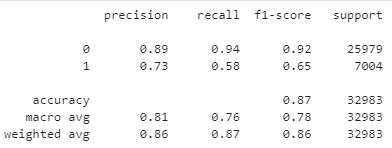 precision recall f1-score support
0 0.89 0.94 0.92 25979
1 0.73 0.58 0.65 7004
accuracy 0.87 32983
macro avg 0.81 0.76 0.78 32983
weighted avg 0.86 0.87 0.86 32983